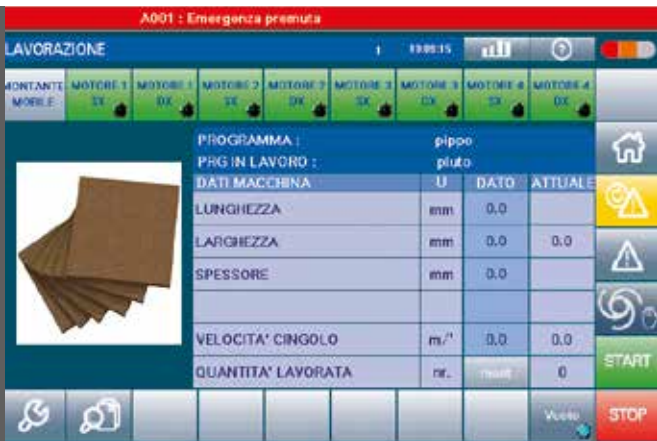 A001 : Emergenza premuta
LAVORAZIONE 1
MONTANTE MOBILE MOTORE 1 SX MOTORE 1 DX MOTORE 2 SX MOTORE 2 DX MOTORE 3 SX MOTORE 3 DX MOTORE 4 SX MOTORE 4 DX
PROGRAMMA : pippo
PRG IN LAVORO : pluto
DATI MACCHINA U DATO ATTUALE
LUNGHEZZA mm 0.0
LARGHEZZA mm 0.0 0.0
SPESSORE mm 0.0
VELOCITA' CINGOLO m/' 0.0 0.0
QUANTITA' LAVORATA nr. reset 0
START
Vuoto STOP